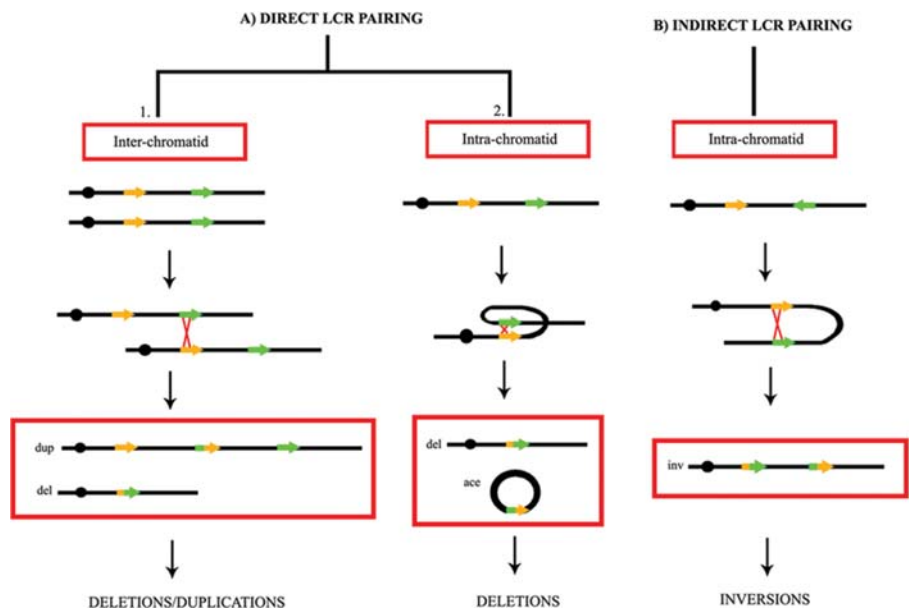 A) DIRECT LCR PAIRING
B) INDIRECT LCR PAIRING
1.
2.
Inter-chromatid
Intra-chromatid
Intra-chromatid
dup
del
del
ace
inv
DELETIONS/DUPLICATIONS
DELETIONS
INVERSIONS